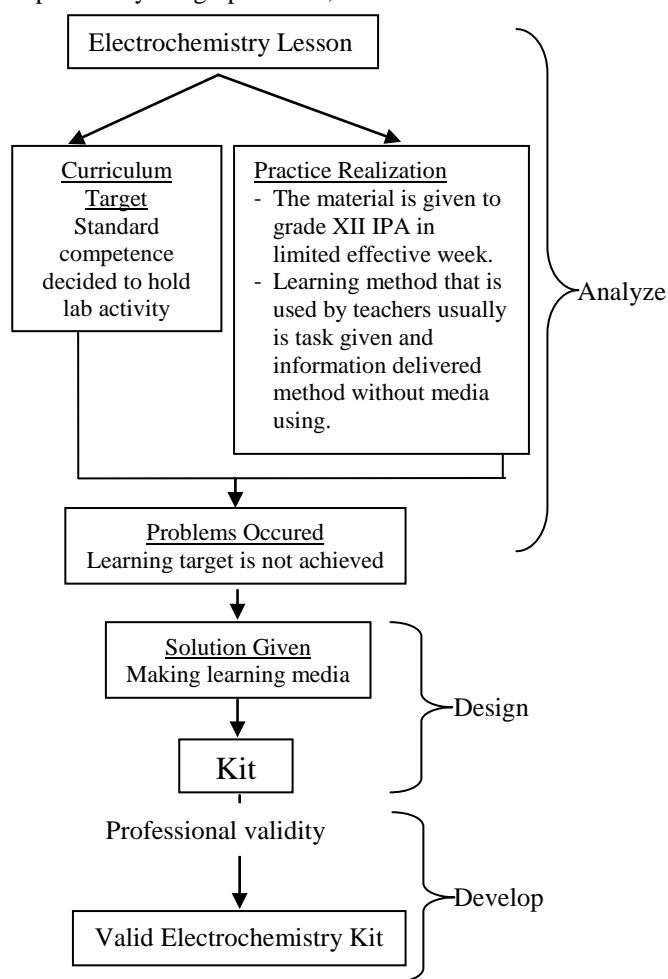 Electrochemistry Lesson
Curriculum
Target
Standard
competence
decided to hold
lab activity
Practice Realization
- The material is given to
grade XII IPA in
limited effective week.
- Learning method that is
used by teachers usually
is task given and
information delivered
method without media
using.
Analyze
Problems Occured
Learning target is not achieved
Solution Given
Making learning media
Design
Kit
Professional validity
Develop
Valid Electrochemistry Kit